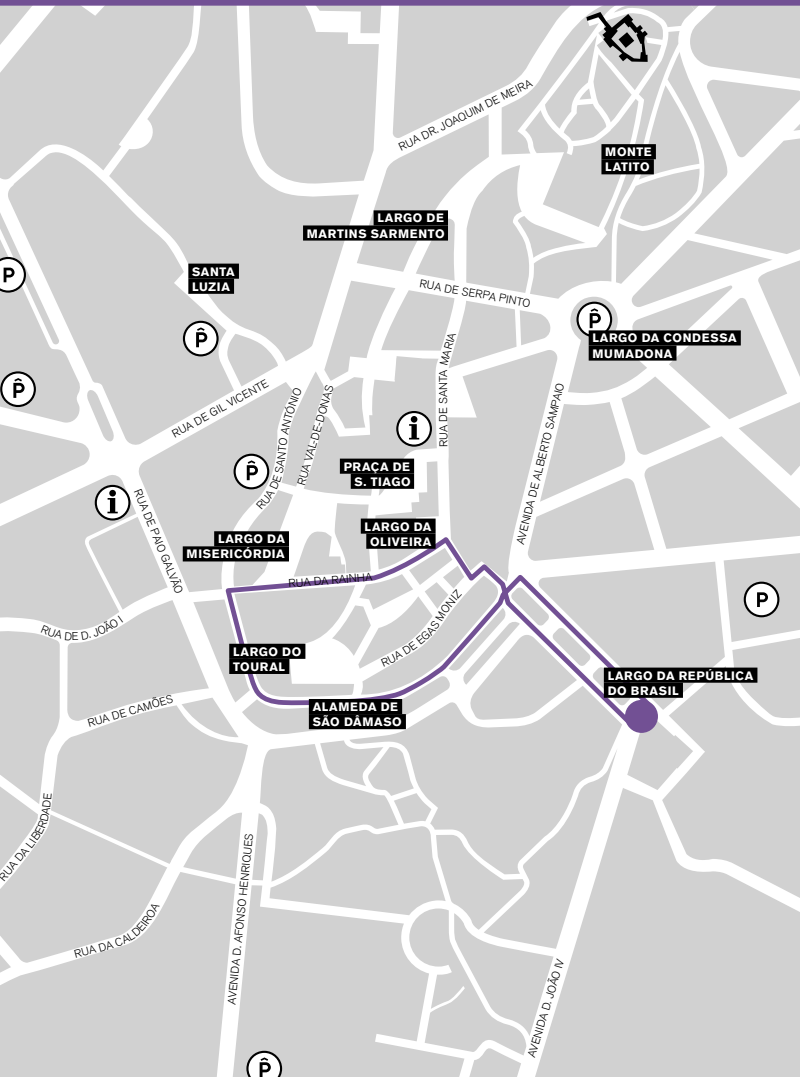 RUA DR. JOAQUIM DE MEIRA
MONTE
LATITO
LARGO DE
MARTINS SARMENTO
P
SANTA
LUZIA
RUA DE SERPA PINTO
P̂
LARGO DA CONDESSA
MUMADONA
P̂
P̂
RUA DE GIL VICENTE
RUA DE SANTO ANTÓNIO
RUA VAL-DE-DONAS
RUA DE SANTA MARIA
AVENIDA DE ALBERTO SAMPAIO
i
P̂
PRAÇA DE
S. TIAGO
i
RUA DE PAIO GALVÃO
LARGO DA
OLIVEIRA
LARGO DA
MISERICÓRDIA
RUA DA RAINHA
P
RUA DE D. JOÃO I
RUA DE EGAS MONIZ
LARGO DO
TOURAL
LARGO DA REPÚBLICA
DO BRASIL
RUA DE CAMÕES
ALAMEDA DE
SÃO DÂMASO
RUA DA LIBERDADE
RUA DA CALDEIROA
AVENIDA D. AFONSO HENRIQUES
AVENIDA D. JOÃO IV
P̂